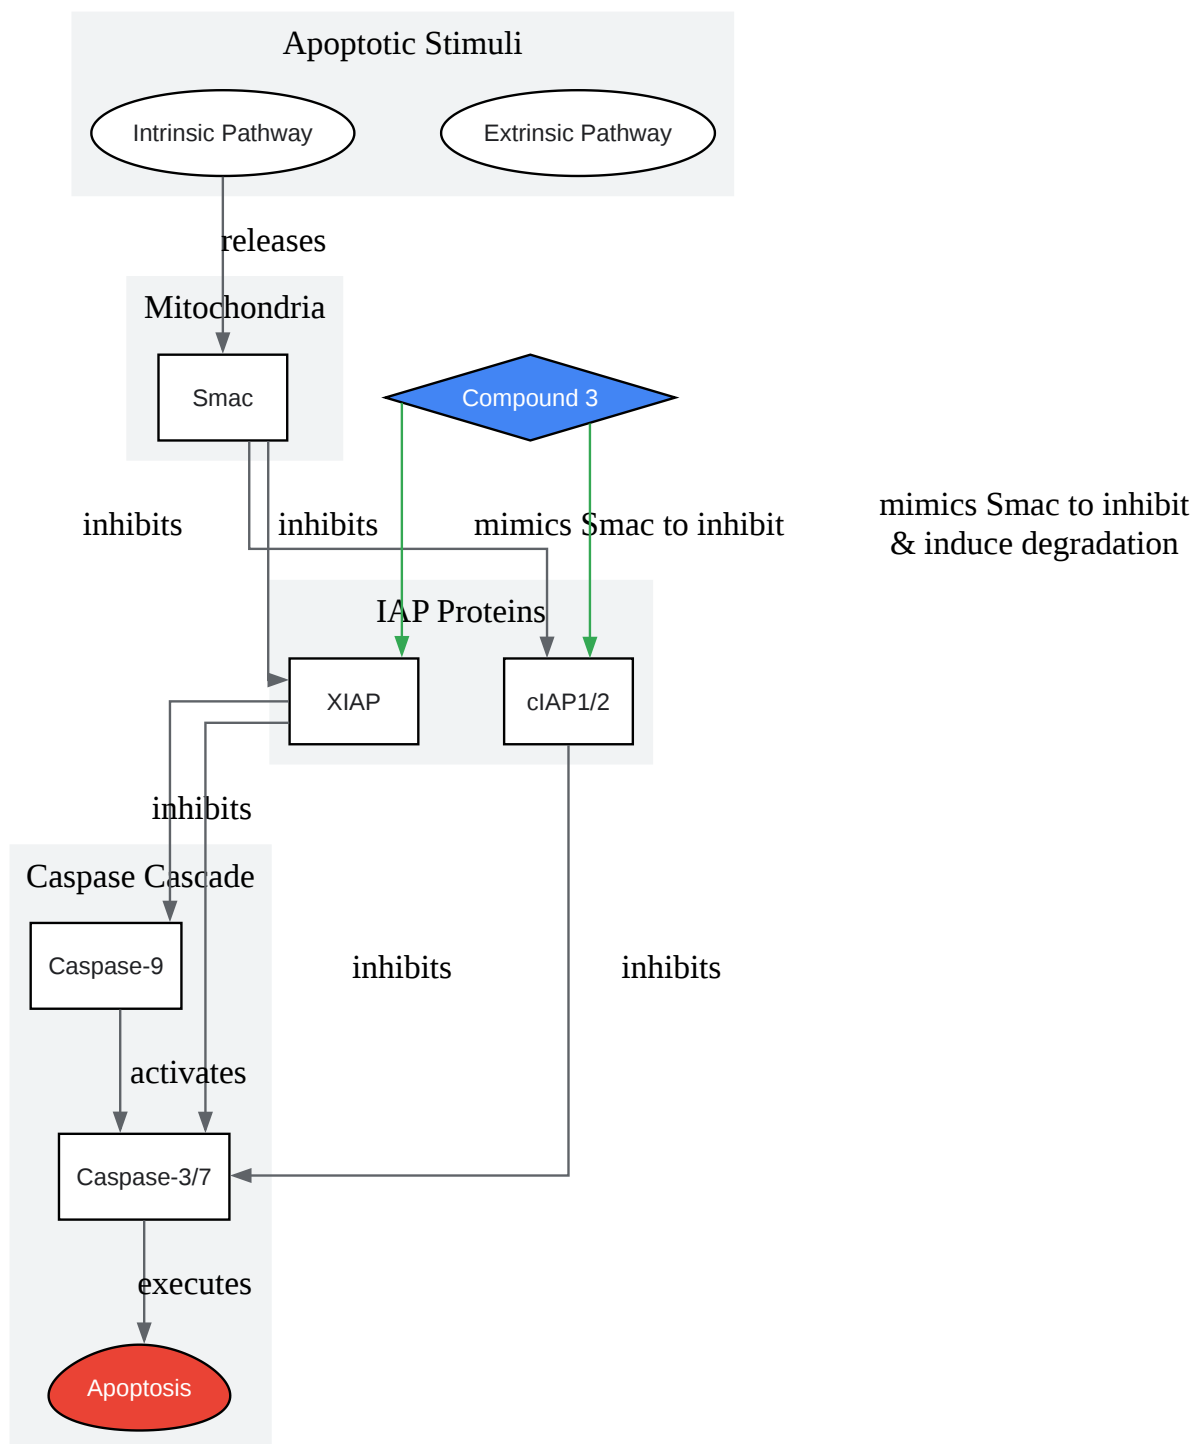 Apoptotic Stimuli
Intrinsic Pathway
Extrinsic Pathway
releases
Mitochondria
Smac
Compound 3
inhibits
inhibits
mimics Smac to inhibit
mimics Smac to inhibit
& induce degradation
IAP Proteins
XIAP
cIAP1/2
inhibits
Caspase Cascade
Caspase-9
inhibits
inhibits
activates
Caspase-3/7
executes
Apoptosis